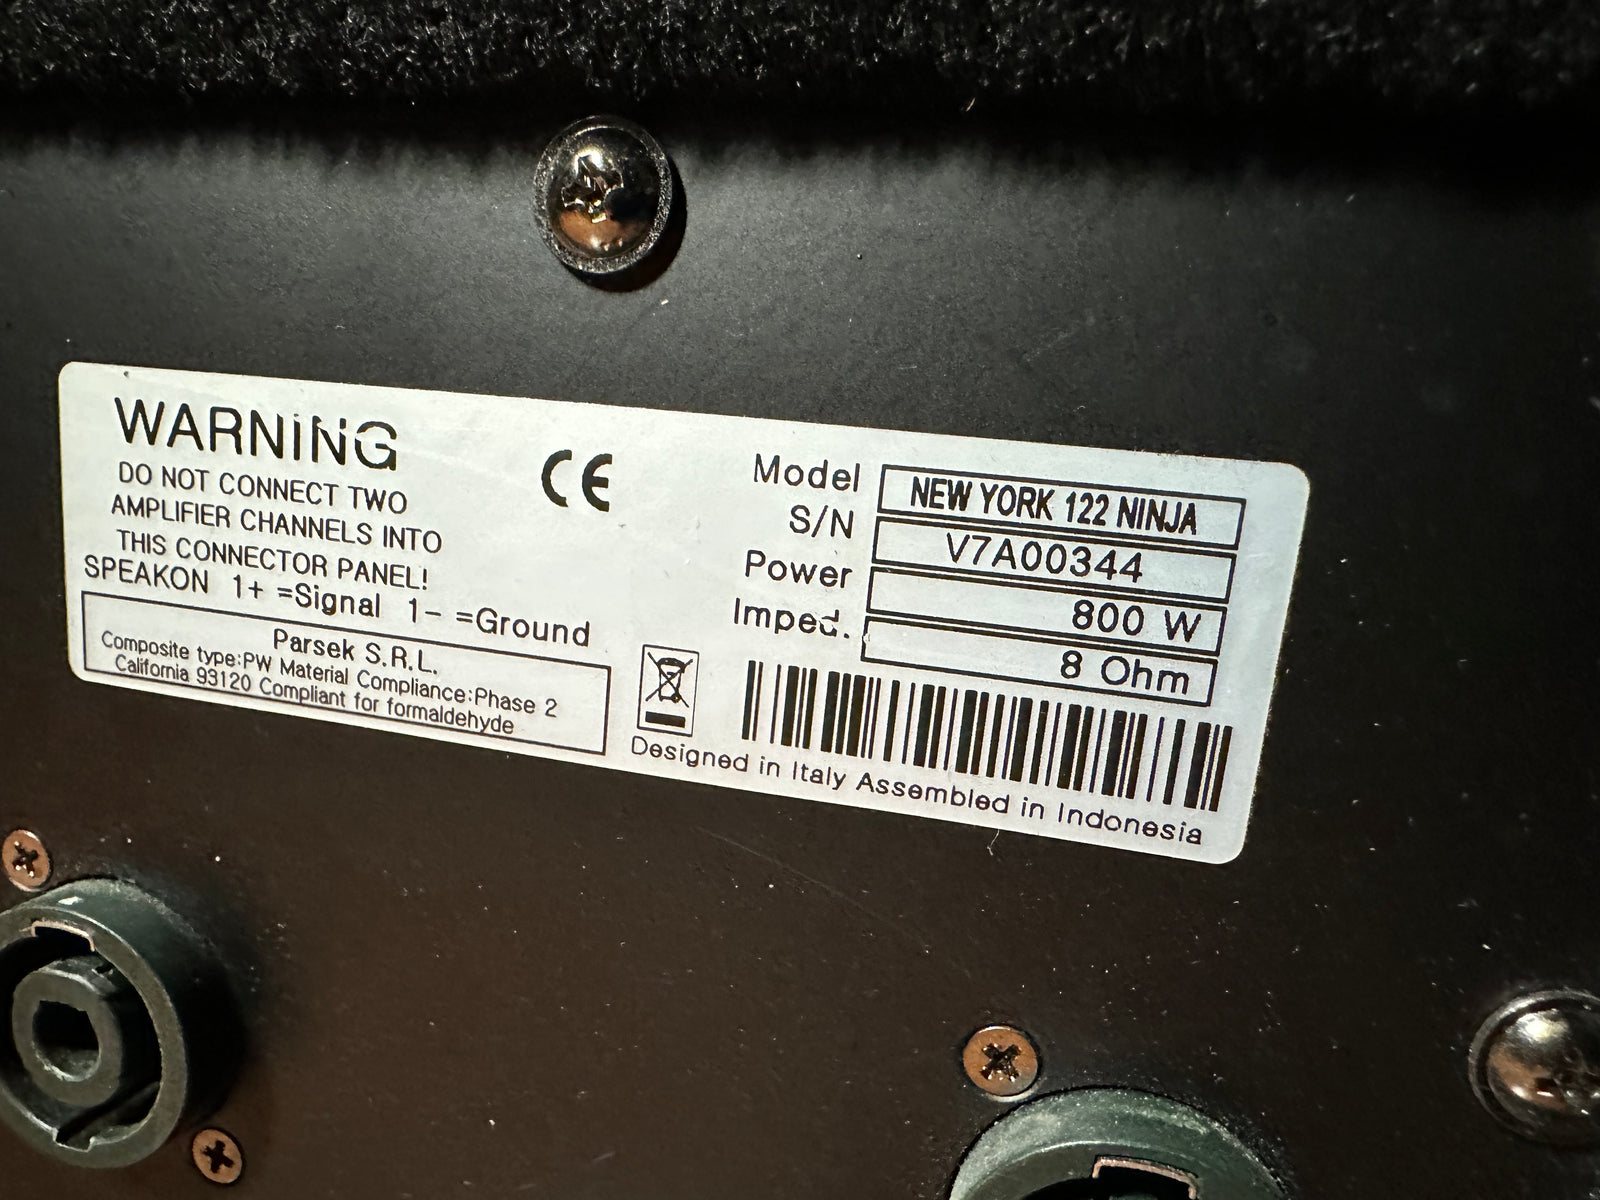 WARNING
DO NOT CONNECT TWO
AMPLIFIER CHANNELS INTO
THIS CONNECTOR PANEL!
SPEAKON 1+ =Signal 1- =Ground
Parsek S.R.L.
Composite type:PW Material Compliance:Phase 2
California 93120 Compliant for formaldehyde
CE
Model NEW YORK 122 NINJA
S/N V7A00344
Power 800 W
Imped. 8 Ohm
Designed in Italy Assembled in Indonesia